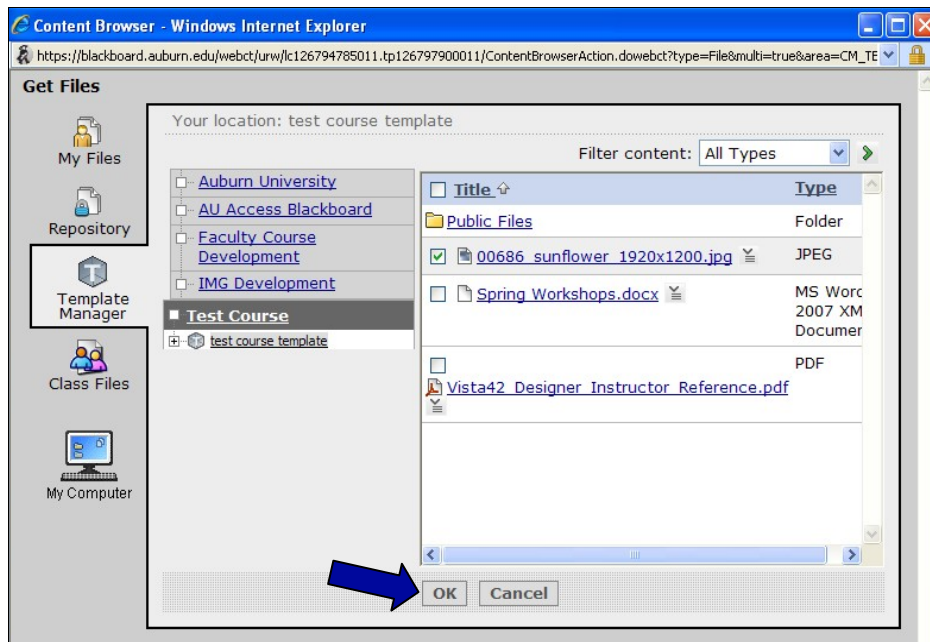 Content Browser - Windows Internet Explorer
https://blackboard.auburn.edu/webct/urw/lc126794785011.tp126797900011/ContentBrowserAction.dowebct?type=File&multi=true&area=CM_TE
Get Files
My Files
Repository
Template
Manager
Class Files
My Computer
Your location: test course template
Filter content: All Types
Auburn University
AU Access Blackboard
Faculty Course
Development
IMG Development
Test Course
test course template
Title Type
Public Files Folder
00686_sunflower_1920x1200.jpg JPEG
Spring Workshops.docx MS Word
2007 XM
Documen
PDF
Vista42_Designer_Instructor_Reference.pdf
OK Cancel